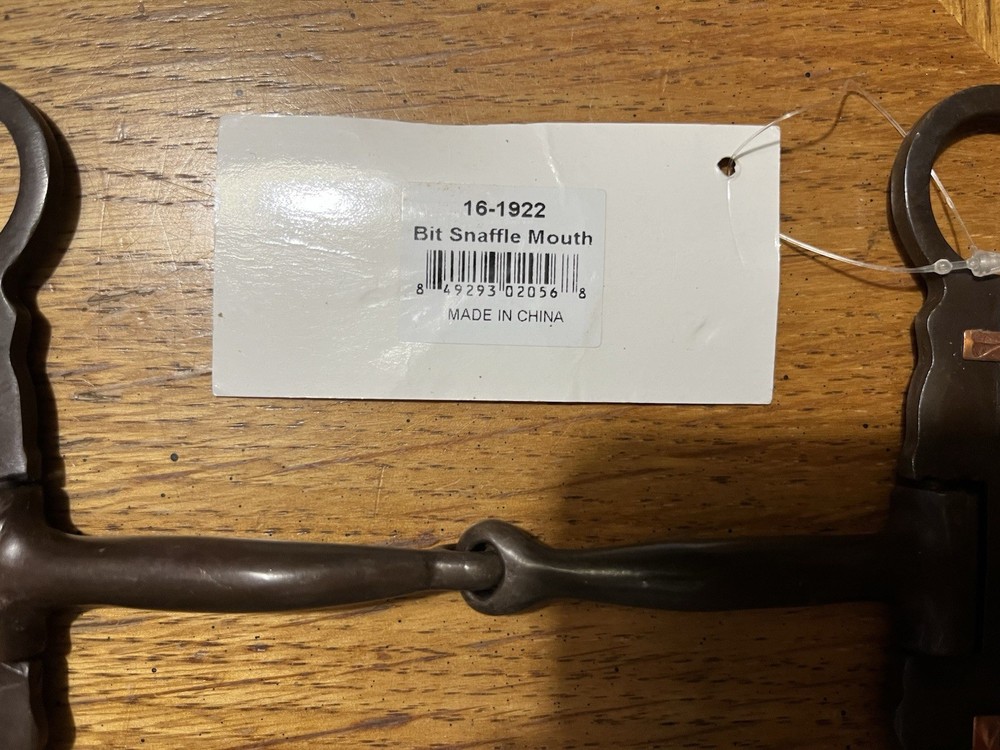 16-1922
Bit Snaffle Mouth
8 49293 02056 8
MADE IN CHINA